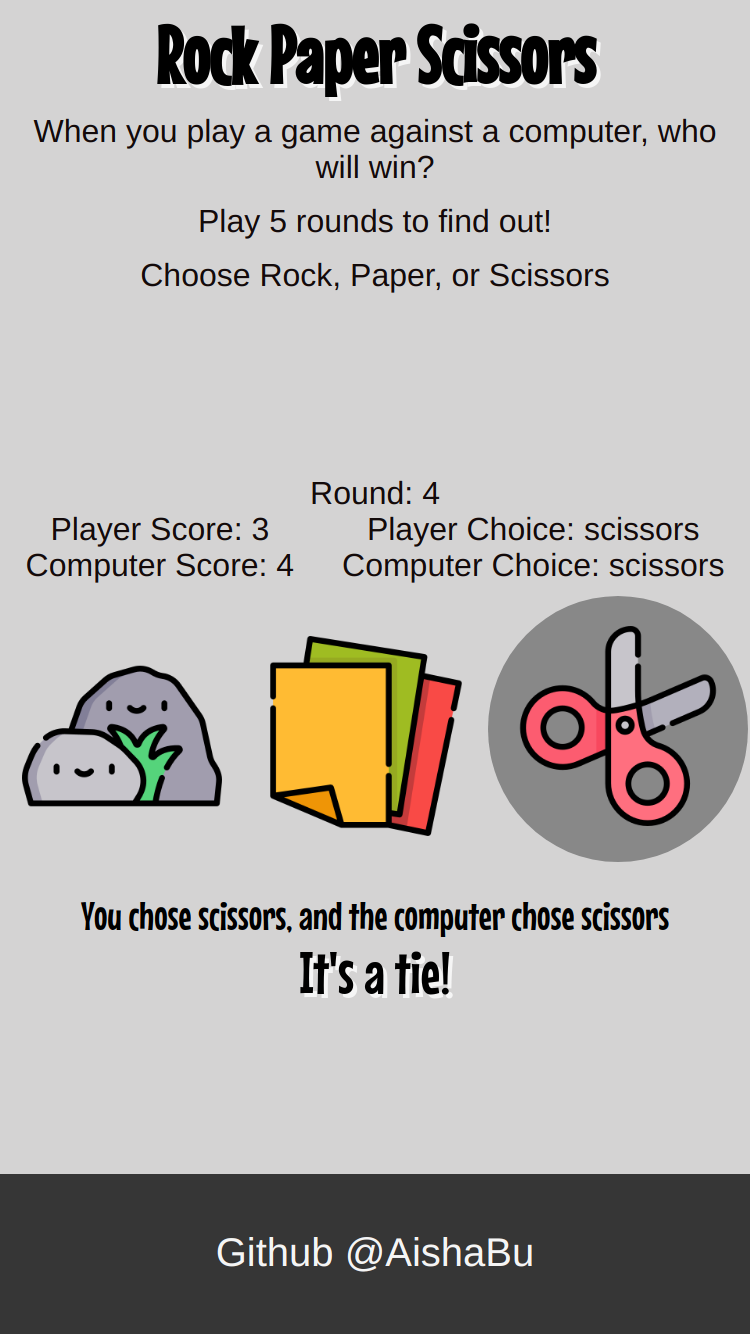 Rock Paper Scissors
When you play a game against a computer, who
will win?
Play 5 rounds to find out!
Choose Rock, Paper, or Scissors
Round: 4
Player Score: 3
Computer Score: 4
Player Choice: scissors
Computer Choice: scissors
You chose scissors, and the computer chose scissors
It's a tie!
Github @AishaBu